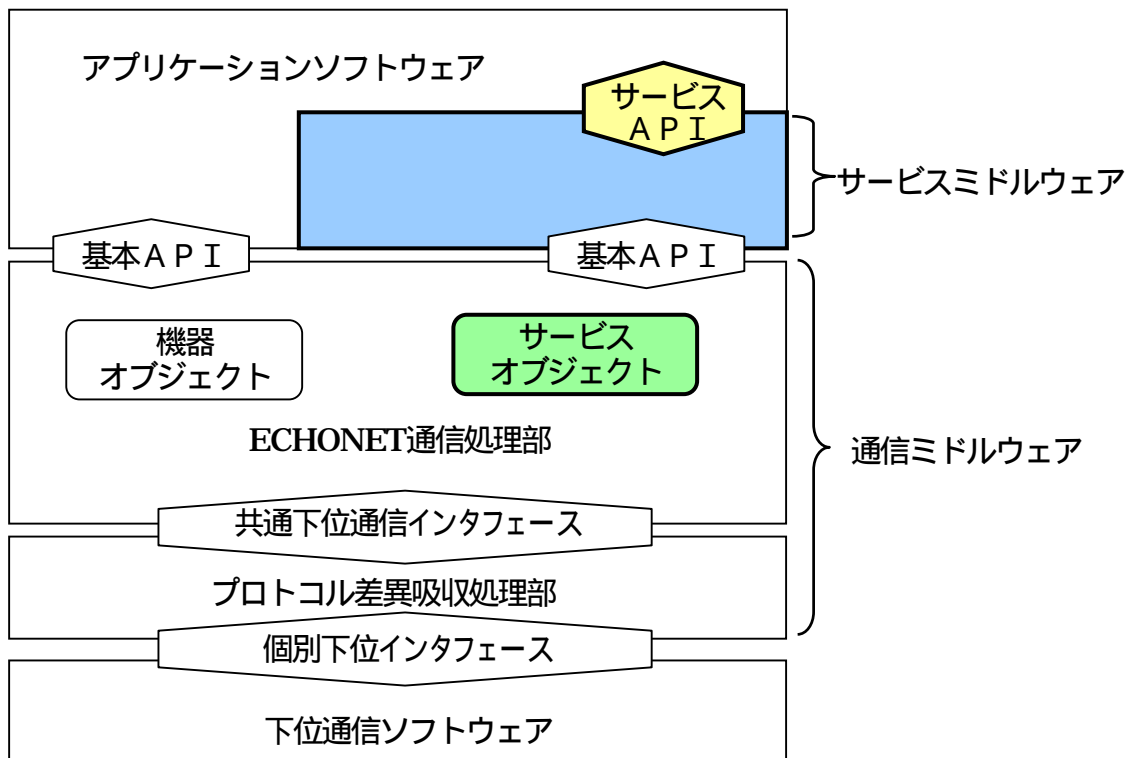 アプリケーションソフトウェア
サービス
ＡＰＩ
サービスミドルウェア
基本ＡＰＩ
基本ＡＰＩ
機器
オブジェクト
サービス
オブジェクト
ECHONET通信処理部
通信ミドルウェア
共通下位通信インタフェース
プロトコル差異吸収処理部
個別下位インタフェース
下位通信ソフトウェア